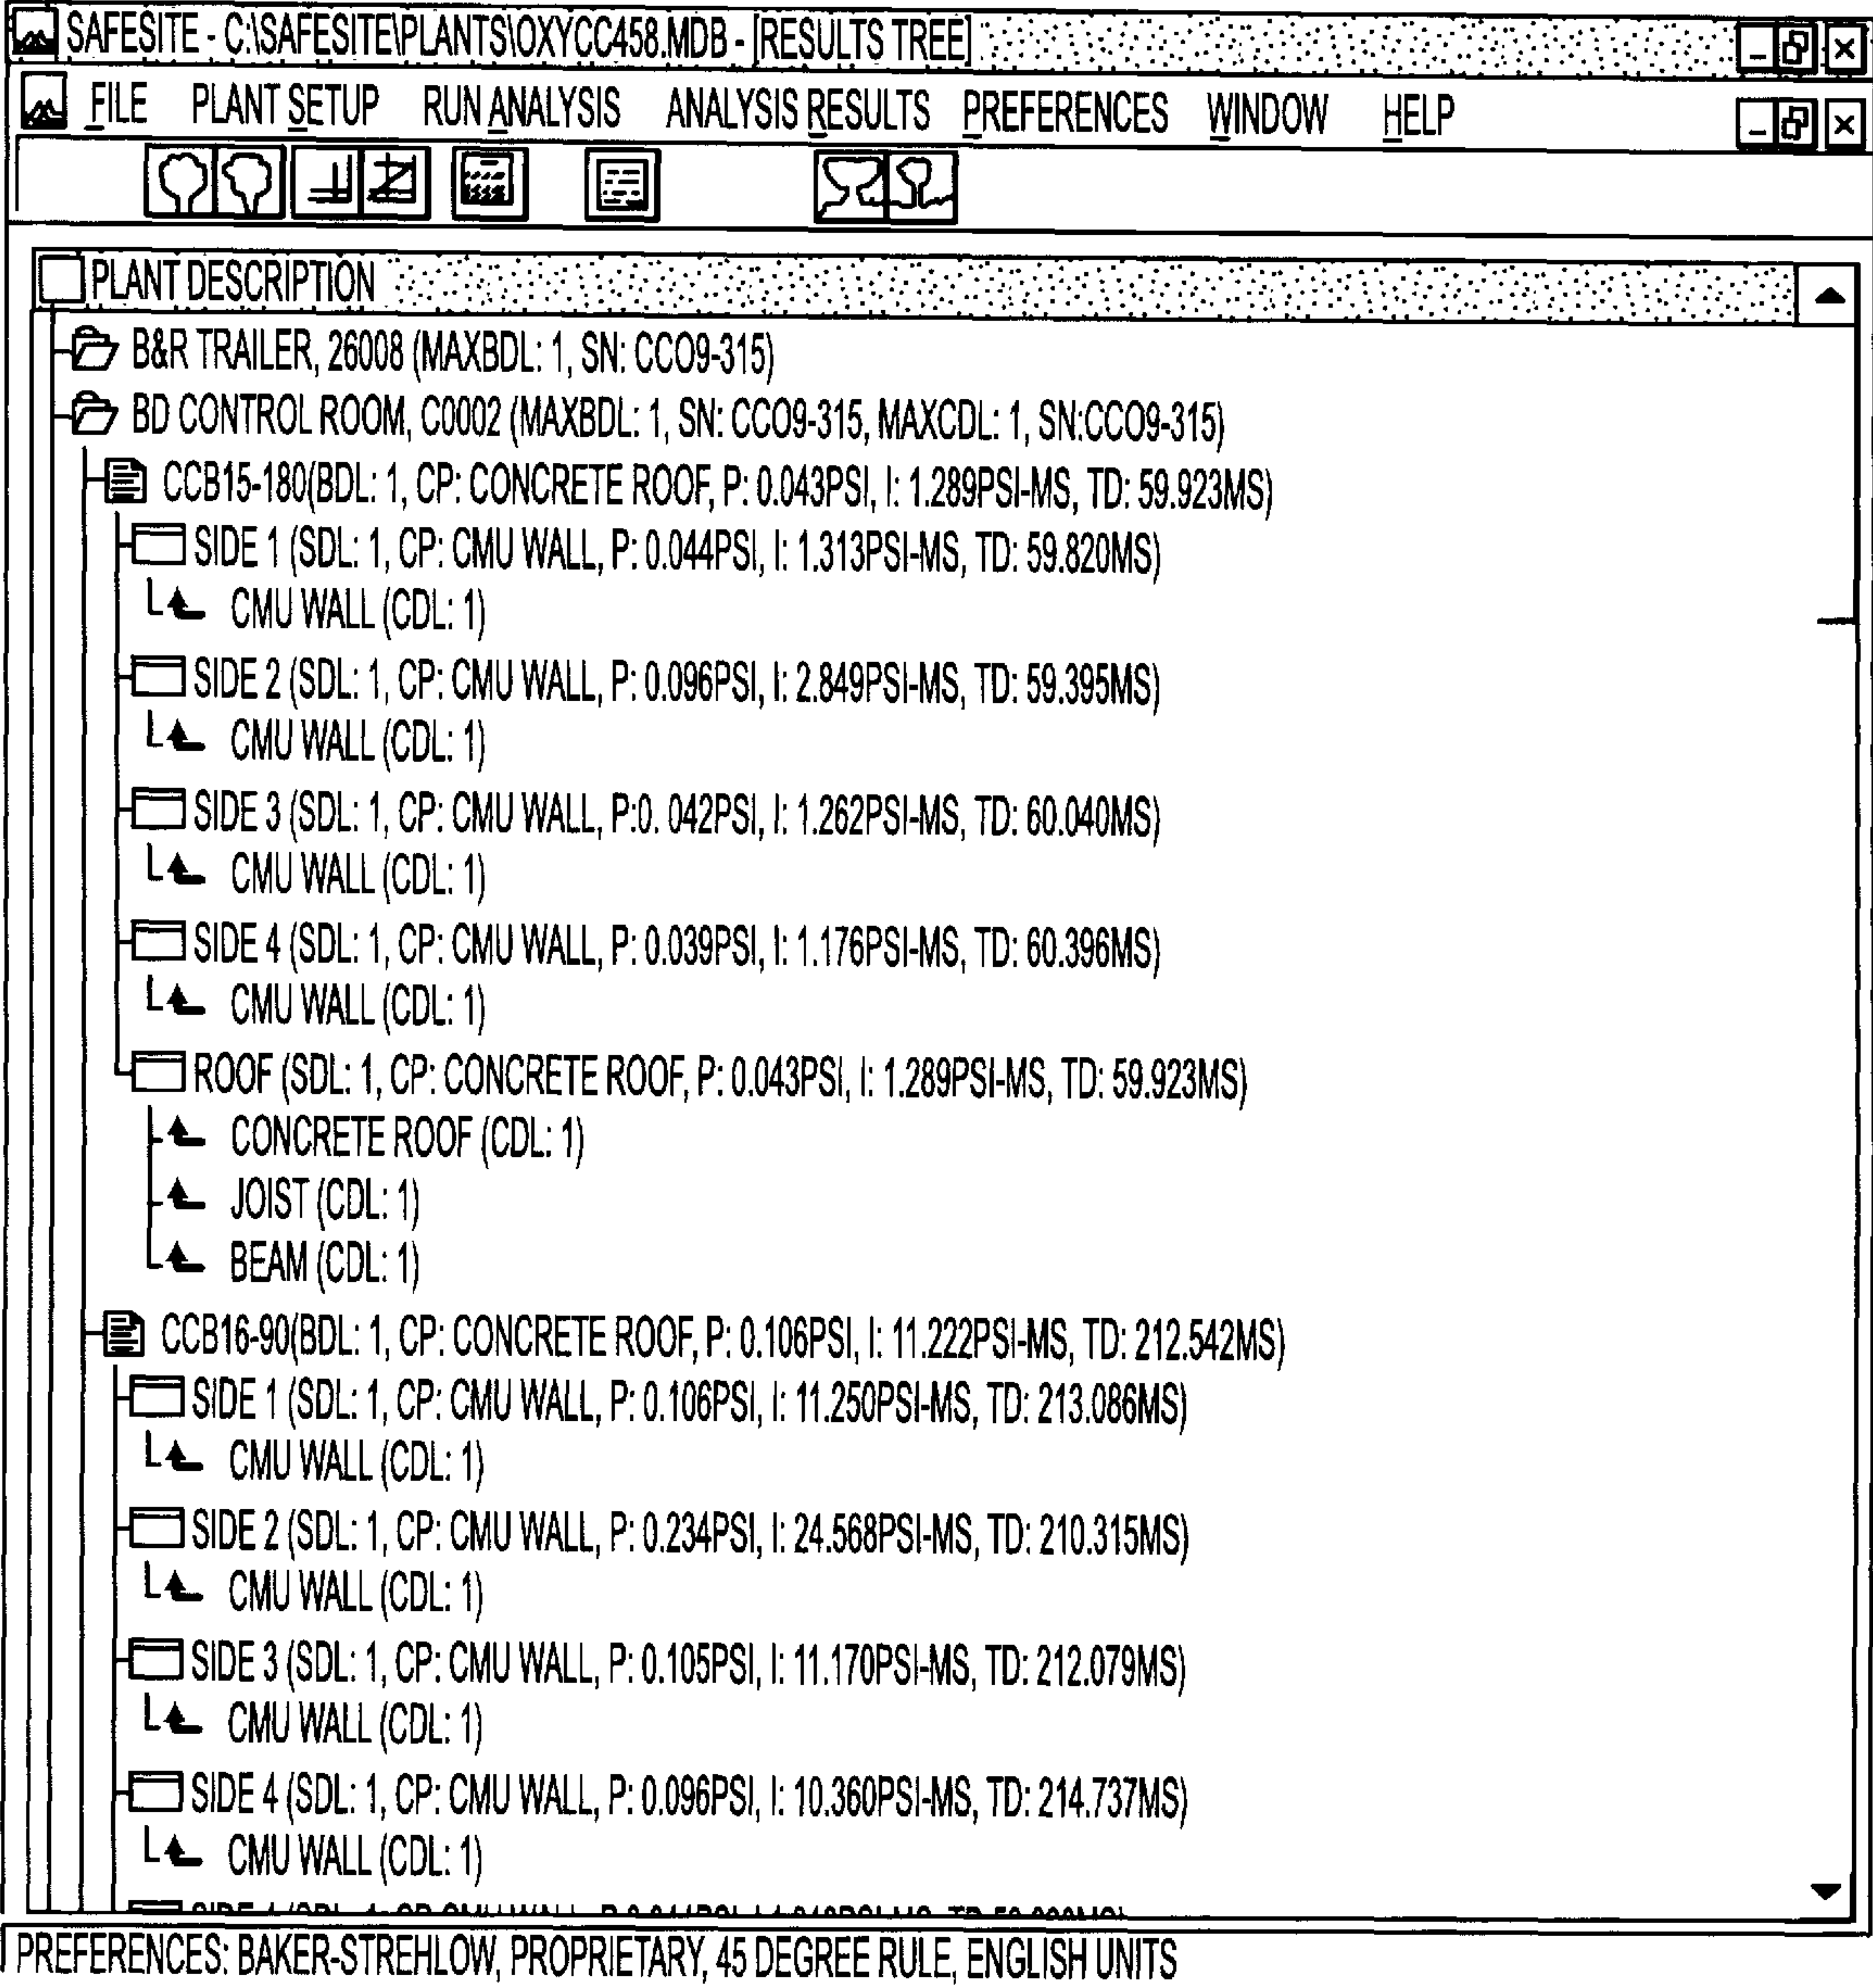 SAFESITE - C:\SAFESITE\PLANTS\OXYCC458.MDB - [RESULTS TREE]
FILE PLANT SETUP RUN ANALYSIS ANALYSIS RESULTS PREFERENCES WINDOW HELP
PLANT DESCRIPTION
B&R TRAILER, 26008 (MAXBDL: 1, SN: CCO9-315)
BD CONTROL ROOM, C0002 (MAXBDL: 1, SN: CCO9-315, MAXCDL: 1, SN:CCO9-315)
CCB15-180(BDL: 1, CP: CONCRETE ROOF, P: 0.043PSI, I: 1.289PSI-MS, TD: 59.923MS)
SIDE 1 (SDL: 1, CP: CMU WALL, P: 0.044PSI, I: 1.313PSI-MS, TD: 59.820MS)
CMU WALL (CDL: 1)
SIDE 2 (SDL: 1, CP: CMU WALL, P: 0.096PSI, I: 2.849PSI-MS, TD: 59.395MS)
CMU WALL (CDL: 1)
SIDE 3 (SDL: 1, CP: CMU WALL, P:0. 042PSI, I: 1.262PSI-MS, TD: 60.040MS)
CMU WALL (CDL: 1)
SIDE 4 (SDL: 1, CP: CMU WALL, P: 0.039PSI, I: 1.176PSI-MS, TD: 60.396MS)
CMU WALL (CDL: 1)
ROOF (SDL: 1, CP: CONCRETE ROOF, P: 0.043PSI, I: 1.289PSI-MS, TD: 59.923MS)
CONCRETE ROOF (CDL: 1)
JOIST (CDL: 1)
BEAM (CDL: 1)
CCB16-90(BDL: 1, CP: CONCRETE ROOF, P: 0.106PSI, I: 11.222PSI-MS, TD: 212.542MS)
SIDE 1 (SDL: 1, CP: CMU WALL, P: 0.106PSI, I: 11.250PSI-MS, TD: 213.086MS)
CMU WALL (CDL: 1)
SIDE 2 (SDL: 1, CP: CMU WALL, P: 0.234PSI, I: 24.568PSI-MS, TD: 210.315MS)
CMU WALL (CDL: 1)
SIDE 3 (SDL: 1, CP: CMU WALL, P: 0.105PSI, I: 11.170PSI-MS, TD: 212.079MS)
CMU WALL (CDL: 1)
SIDE 4 (SDL: 1, CP: CMU WALL, P: 0.096PSI, I: 10.360PSI-MS, TD: 214.737MS)
CMU WALL (CDL: 1)
PREFERENCES: BAKER-STREHLOW, PROPRIETARY, 45 DEGREE RULE, ENGLISH UNITS